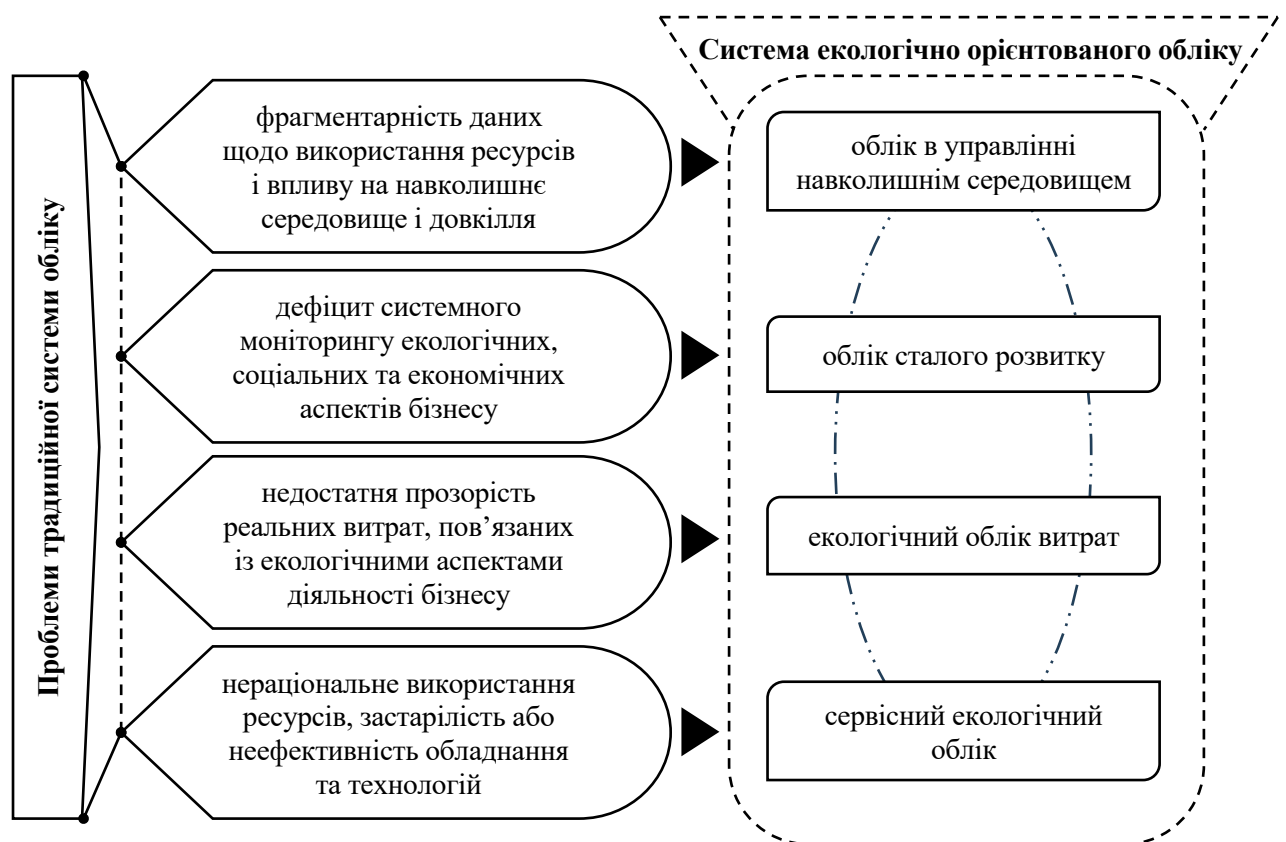 Система екологічно орієнтованого обліку
Проблеми традиційної системи обліку
фрагментарність даних
щодо використання ресурсів
і впливу на навколишнє
середовище і довкілля
облік в управлінні
навколишнім середовищем
дефіцит системного
моніторингу екологічних,
соціальних та економічних
аспектів бізнесу
облік сталого розвитку
недостатня прозорість
реальних витрат, пов’язаних
із екологічними аспектами
діяльності бізнесу
екологічний облік витрат
нераціональне використання
ресурсів, застарілість або
неефективність обладнання
та технологій
сервісний екологічний
облік